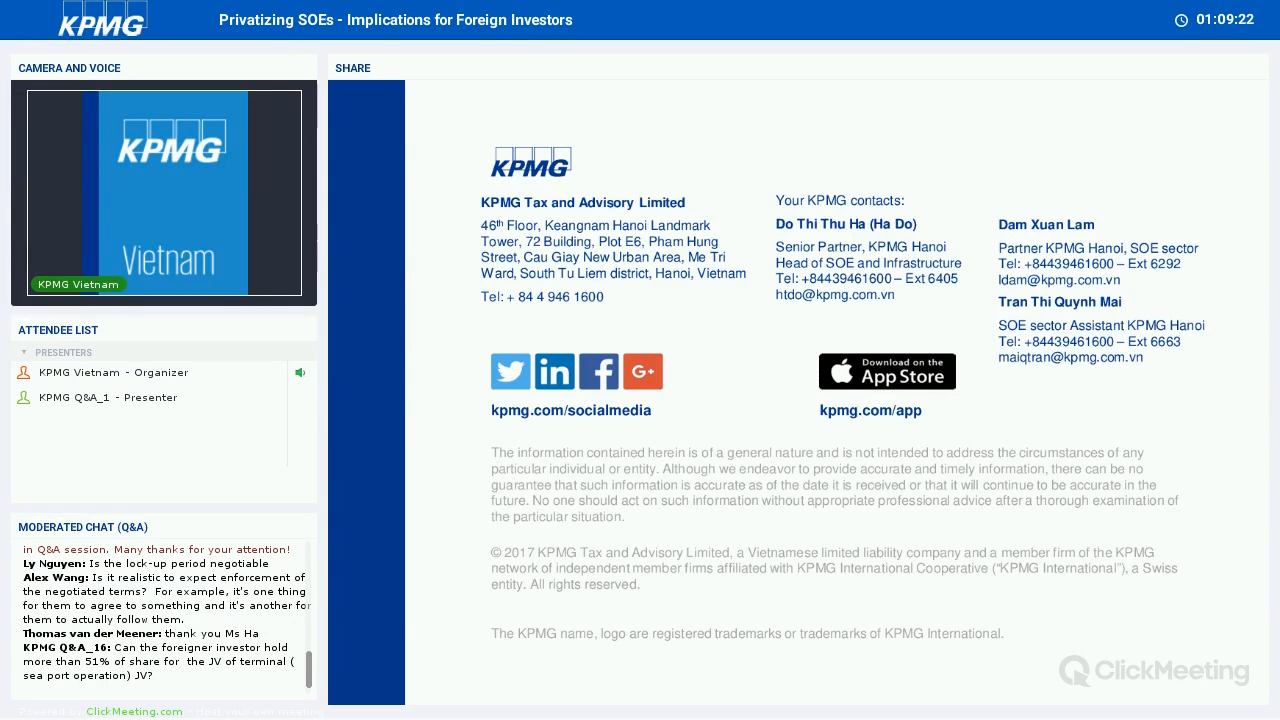 KPMG
Privatizing SOEs - Implications for Foreign Investors
01:09:22
CAMERA AND VOICE
KPMG
Vietnam
KPMG Vietnam
ATTENDEE LIST
PRESENTERS
KPMG Vietnam - Organizer
KPMG Q&A_1 - Presenter
MODERATED CHAT (Q&A)
in Q&A session. Many thanks for your attention!
Ly Nguyen: Is the lock-up period negotiable
Alex Wang: Is it realistic to expect enforcement of
the negotiated terms? For example, it's one thing
for them to agree to something and it's another for
them to actually follow them.
Thomas van der Meener: thank you Ms Ha
KPMG Q&A_16: Can the foreigner investor hold
more than 51% of share for the JV of terminal (
sea port operation) JV?
Powered by ClickMeeting.com - Host your own meeting
SHARE
KPMG
KPMG Tax and Advisory Limited
46th Floor, Keangnam Hanoi Landmark
Tower, 72 Building, Plot E6, Pham Hung
Street, Cau Giay New Urban Area, Me Tri
Ward, South Tu Liem district, Hanoi, Vietnam
Tel: + 84 4 946 1600
Your KPMG contacts:
Do Thi Thu Ha (Ha Do)
Senior Partner, KPMG Hanoi
Head of SOE and Infrastructure
Tel: +84439461600 – Ext 6405
htdo@kpmg.com.vn
Dam Xuan Lam
Partner KPMG Hanoi, SOE sector
Tel: +84439461600 – Ext 6292
ldam@kpmg.com.vn
Tran Thi Quynh Mai
SOE sector Assistant KPMG Hanoi
Tel: +84439461600 – Ext 6663
maiqtran@kpmg.com.vn
in f G+
Download on the
App Store
kpmg.com/socialmedia
kpmg.com/app
The information contained herein is of a general nature and is not intended to address the circumstances of any
particular individual or entity. Although we endeavor to provide accurate and timely information, there can be no
guarantee that such information is accurate as of the date it is received or that it will continue to be accurate in the
future. No one should act on such information without appropriate professional advice after a thorough examination of
the particular situation.
© 2017 KPMG Tax and Advisory Limited, a Vietnamese limited liability company and a member firm of the KPMG
network of independent member firms affiliated with KPMG International Cooperative (“KPMG International”), a Swiss
entity. All rights reserved.
The KPMG name, logo are registered trademarks or trademarks of KPMG International.
ClickMeeting